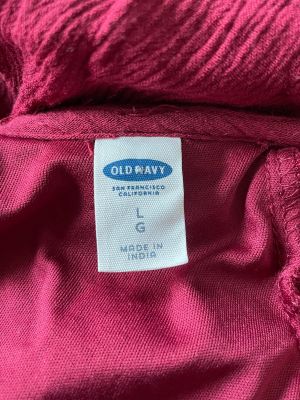 OLD NAVY
SAN FRANCISCO
CALIFORNIA
L
G
MADE IN
INDIA